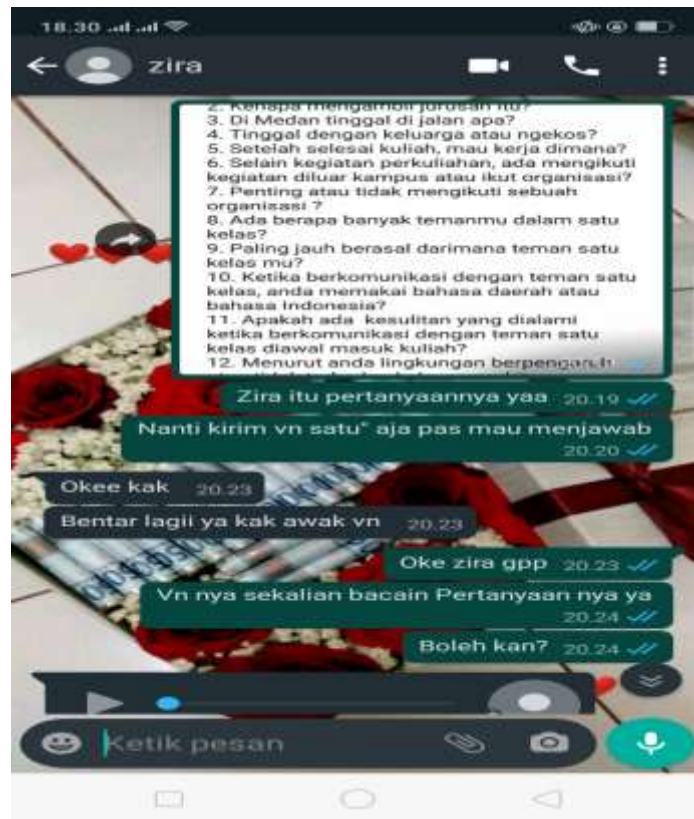 18.30
zira
2. Kenapa mengambil jurusan itu?
3. Di Medan tinggal di jalan apa?
4. Tinggal dengan keluarga atau ngekos?
5. Setelah selesai kuliah, mau kerja dimana?
6. Selain kegiatan perkuliahan, ada mengikuti
kegiatan diluar kampus atau ikut organisasi?
7. Penting atau tidak mengikuti sebuah
organisasi ?
8. Ada berapa banyak temanmu dalam satu
kelas?
9. Paling jauh berasal darimana teman satu
kelas mu?
10. Ketika berkomunikasi dengan teman satu
kelas, anda memakai bahasa daerah atau
bahasa Indonesia?
11. Apakah ada kesulitan yang dialami
ketika berkomunikasi dengan teman satu
kelas diawal masuk kuliah?
12. Menurut anda lingkungan berpengaruh
Zira itu pertanyaannya yaa 20.19
Nanti kirim vn satu" aja pas mau menjawab
20.20
Okee kak 20.23
Bentar lagii ya kak awak vn 20.23
Oke zira gpp 20.23
Vn nya sekalian bacain Pertanyaan nya ya
20.24
Boleh kan? 20.24
Ketik pesan